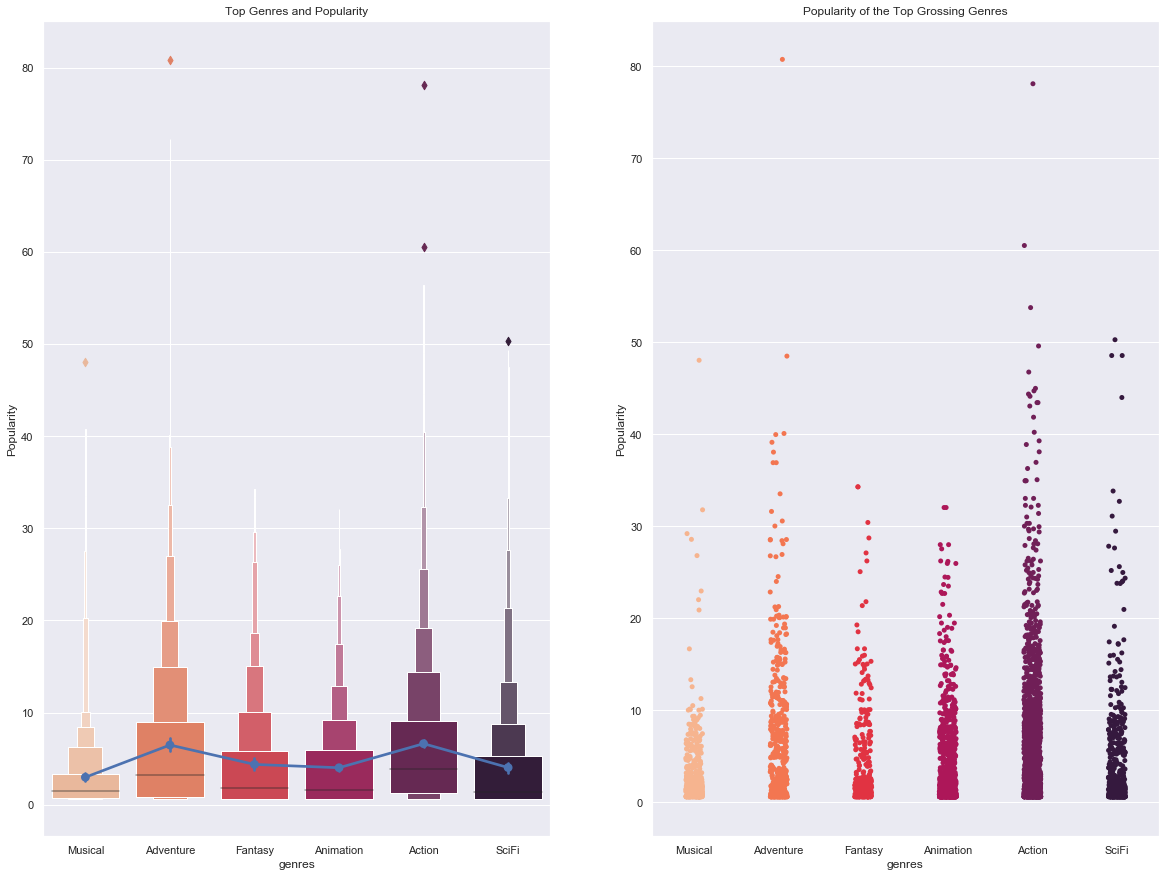 Top Genres and Popularity
80
70
60
50
40
30
20
10
0
Popularity
Musical Adventure Fantasy Animation Action SciFi
genres
Popularity of the Top Grossing Genres
80
70
60
50
40
30
20
10
0
Popularity
Musical Adventure Fantasy Animation Action SciFi
genres